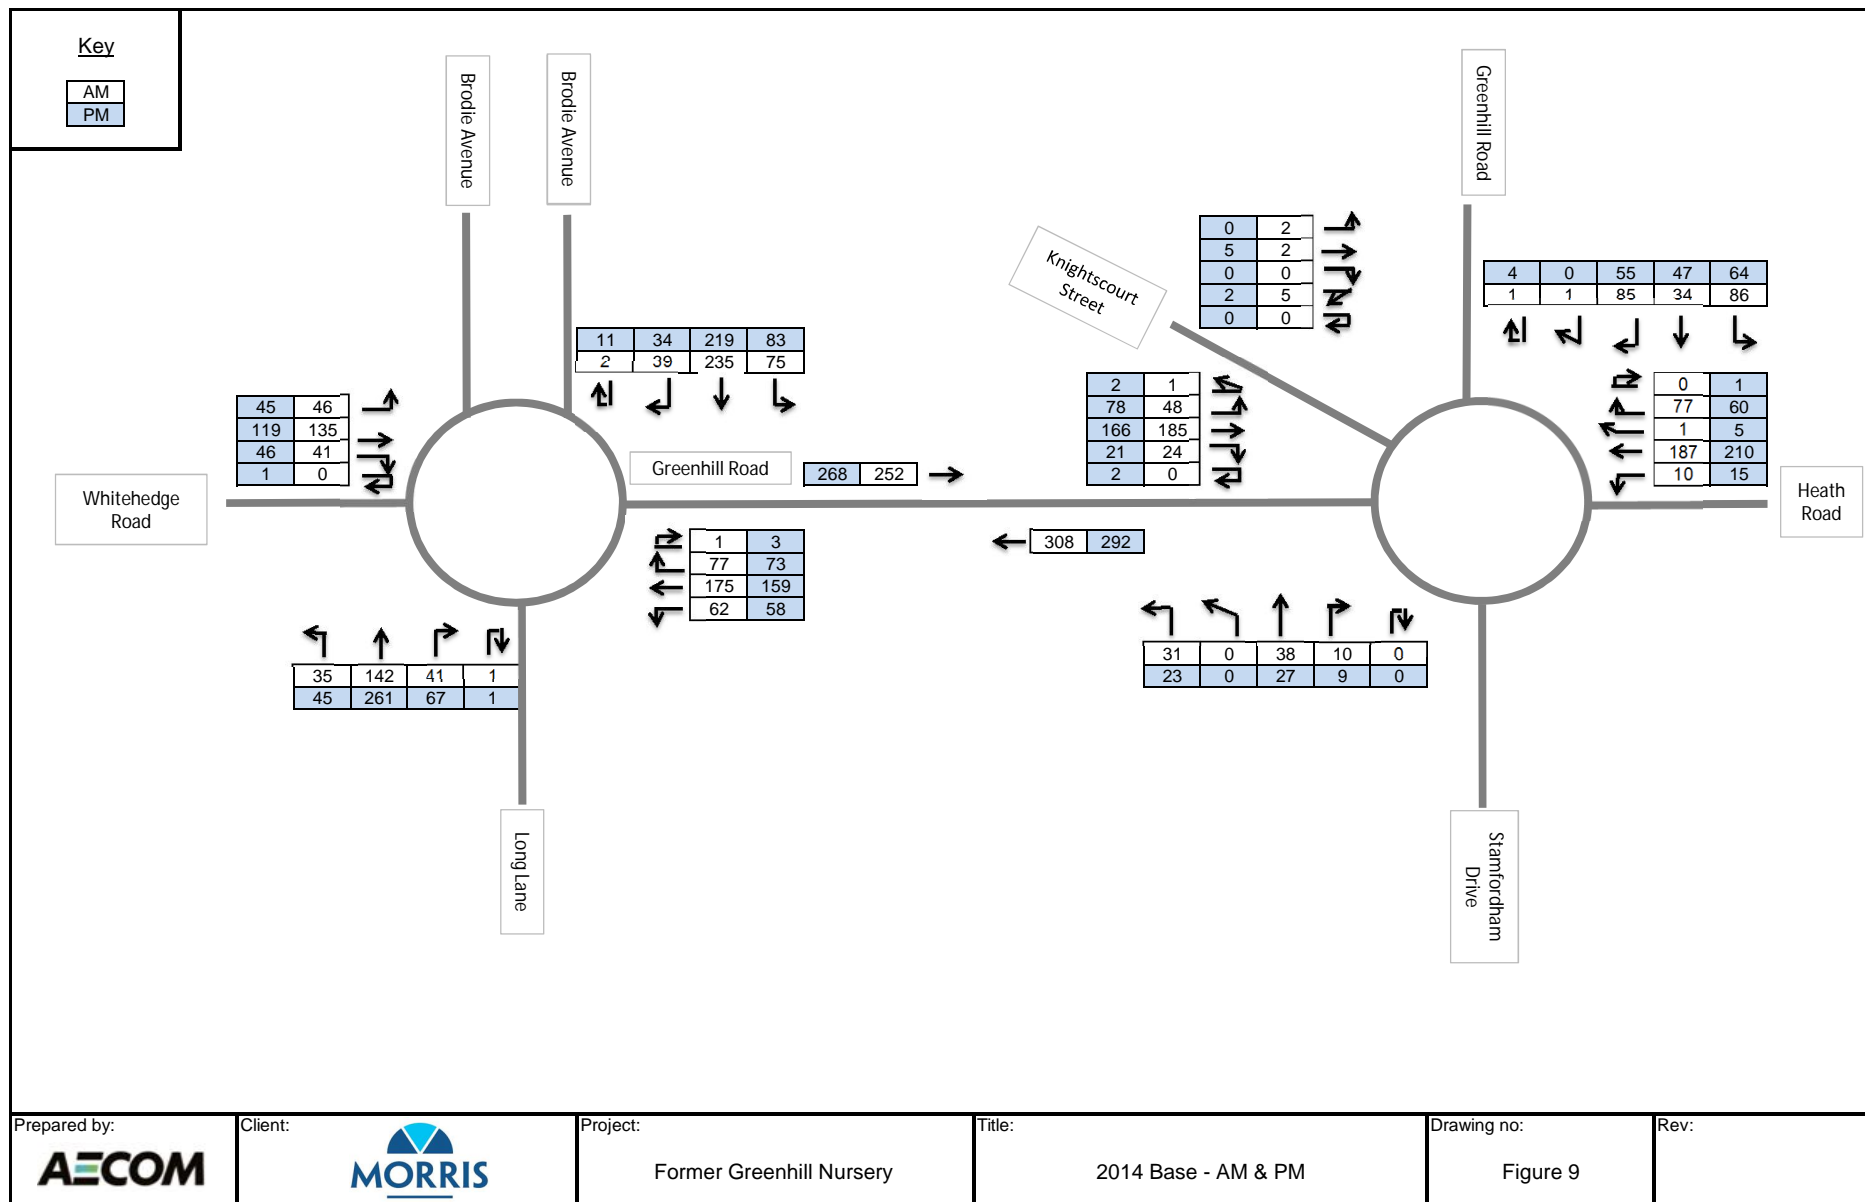 Key
AM
PM
Brodie Avenue
Brodie Avenue
Greenhill Road
Knightscourt
Street
0 2
5 2
0 0
2 5
0 0
4 0 55 47 64
1 1 85 34 86
11 34 219 83
2 39 235 75
45 46
119 135
46 41
1 0
2 1
78 48
166 185
21 24
2 0
0 1
77 60
1 5
187 210
10 15
Whitehedge
Road
Greenhill Road
268 252
Heath
Road
308 292
1 3
77 73
175 159
62 58
35 142 41 1
45 261 67 1
31 0 38 10 0
23 0 27 9 0
Long Lane
Stamfordham
Drive
Prepared by:
AECOM
Client:
MORRIS
Project:
Former Greenhill Nursery
Title:
2014 Base - AM & PM
Drawing no:
Figure 9
Rev: